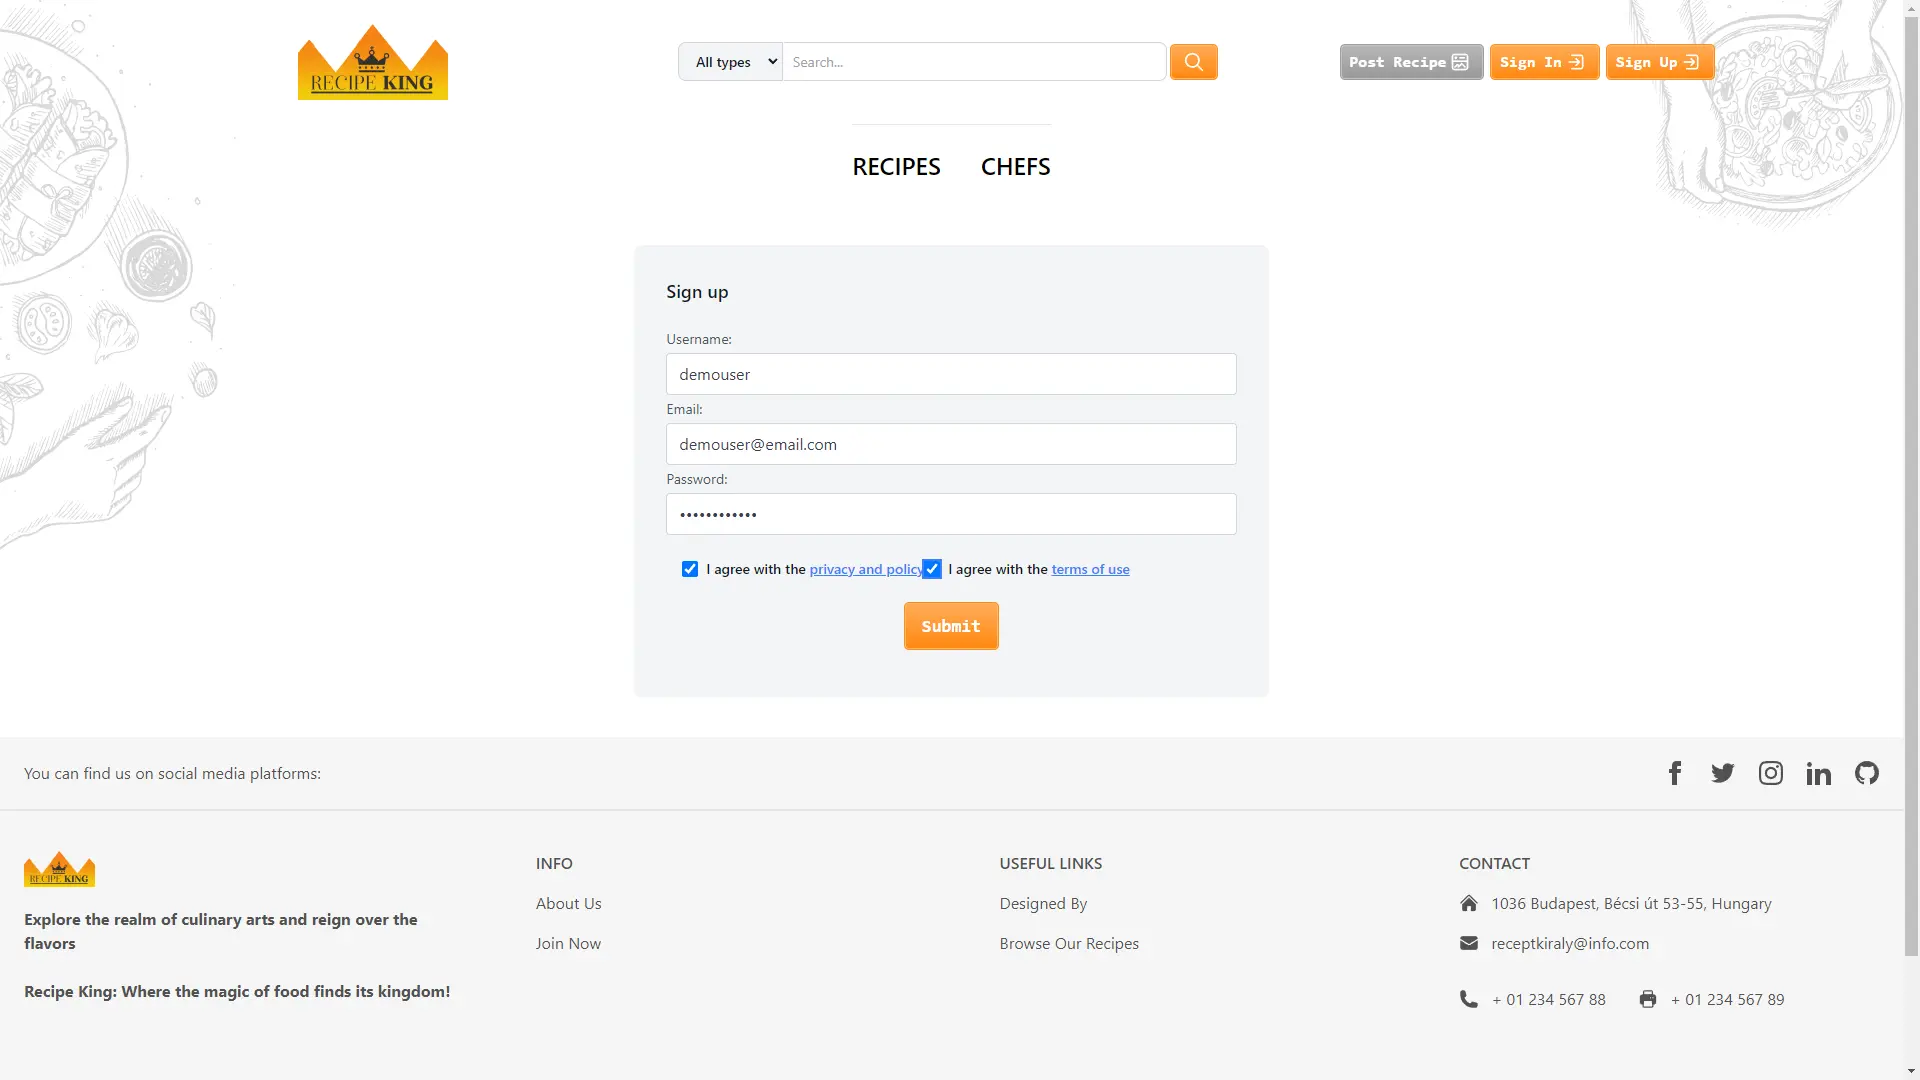 RECIPE KING
All types
Search...
Post Recipe
Sign In
Sign Up
RECIPES
CHEFS
Sign up
Username:
demouser
Email:
demouser@email.com
Password:
••••••••••••
I agree with the privacy and policy
I agree with the terms of use
Submit
You can find us on social media platforms:
RECIPE KING
Explore the realm of culinary arts and reign over the
flavors
Recipe King: Where the magic of food finds its kingdom!
INFO
About Us
Join Now
USEFUL LINKS
Designed By
Browse Our Recipes
CONTACT
1036 Budapest, Bécsi út 53-55, Hungary
receptkiraly@info.com
+ 01 234 567 88
+ 01 234 567 89